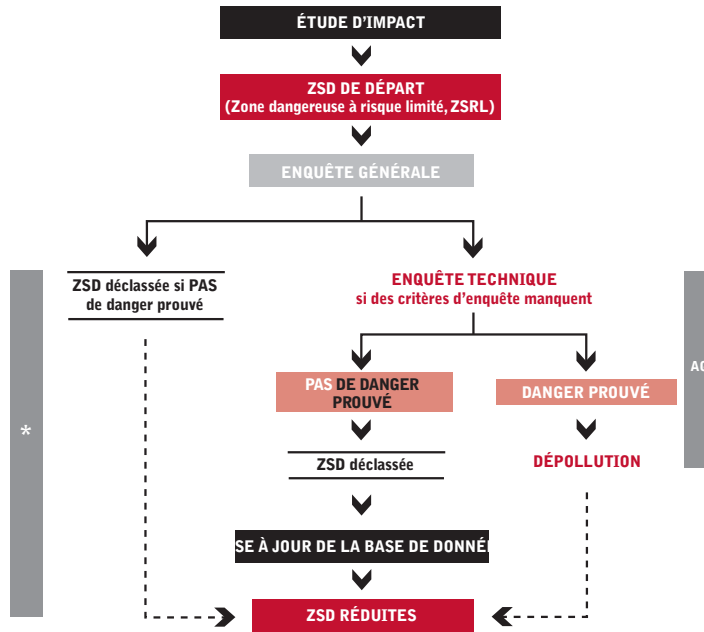 ÉTUDE D'IMPACT
ZSD DE DÉPART
(Zone dangereuse à risque limité, ZSRL)
ENQUÊTE GÉNÉRALE
ZSD déclassée si PAS
de danger prouvé
ENQUÊTE TECHNIQUE
si des critères d'enquête manquent
PAS DE DANGER
PROUVÉ
DANGER PROUVÉ
*
ZSD déclassée
DÉPOLLUTION
SE À JOUR DE LA BASE DE DONNÉ
ZSD RÉDUITES